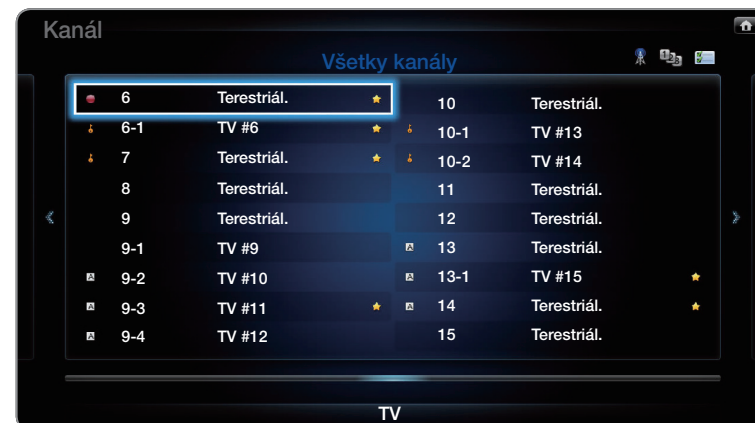 Kanál
Všetky kanály
6 Terestriál.
6-1 TV #6
7 Terestriál.
8 Terestriál.
9 Terestriál.
9-1 TV #9
A 9-2 TV #10
A 9-3 TV #11
A 9-4 TV #12
10 Terestriál.
10-1 TV #13
10-2 TV #14
11 Terestriál.
12 Terestriál.
A 13 Terestriál.
A 13-1 TV #15
A 14 Terestriál.
15 Terestriál.
TV